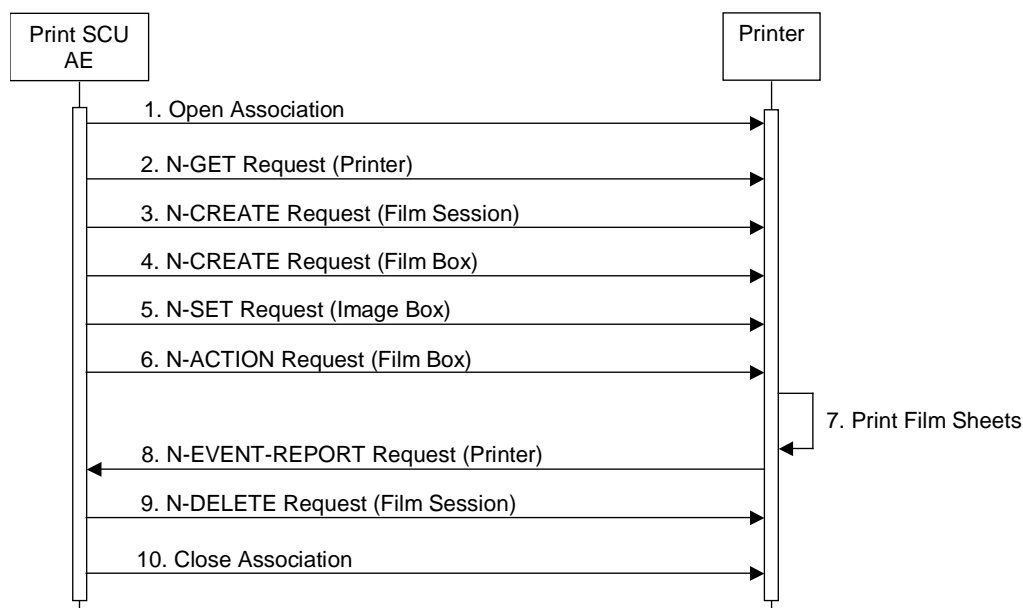 Print SCU
AE
Printer
1. Open Association
2. N-GET Request (Printer)
3. N-CREATE Request (Film Session)
4. N-CREATE Request (Film Box)
5. N-SET Request (Image Box)
6. N-ACTION Request (Film Box)
7. Print Film Sheets
8. N-EVENT-REPORT Request (Printer)
9. N-DELETE Request (Film Session)
10. Close Association